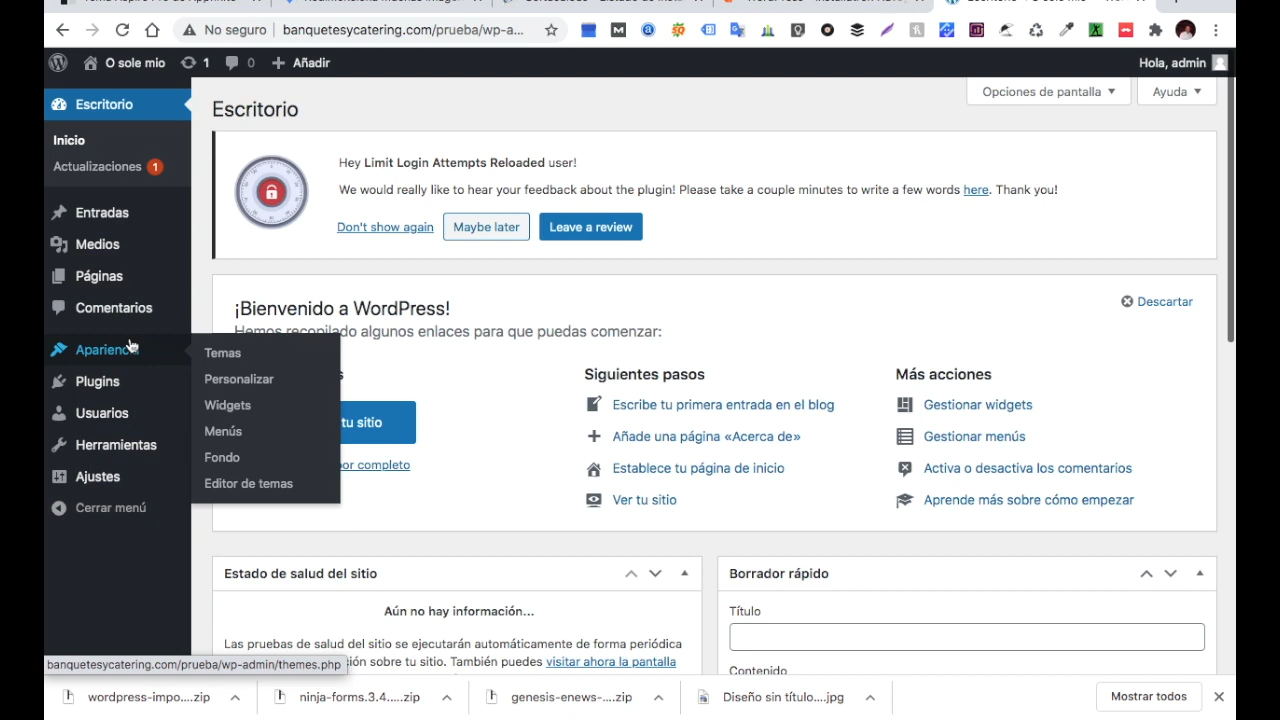 No seguro
banquetesycatering.com/prueba/wp-a...
O sole mio
1
0
Añadir
Hola, admin
Escritorio
Inicio
Actualizaciones 1
Entradas
Medios
Páginas
Comentarios
Plugins
Usuarios
Herramientas
Ajustes
Cerrar menú
Temas
Personalizar
Widgets
Menús
Fondo
Editor de temas
Escritorio
Opciones de pantalla
Ayuda
Hey Limit Login Attempts Reloaded user!
We would really like to hear your feedback about the plugin! Please take a couple minutes to write a few words here. Thank you!
Don't show again
Maybe later
Leave a review
¡Bienvenido a WordPress!
Descartar
Hemos recopilado algunos enlaces para que puedas comenzar:
tu sitio
por completo
Siguientes pasos
Escribe tu primera entrada en el blog
Añade una página «Acerca de»
Establece tu página de inicio
Ver tu sitio
Más acciones
Gestionar widgets
Gestionar menús
Activa o desactiva los comentarios
Aprende más sobre cómo empezar
Estado de salud del sitio
Aún no hay información...
Las pruebas de salud del sitio se ejecutarán automáticamente de forma periódica
sobre tu sitio. También puedes visitar ahora la pantalla
Borrador rápido
Título
Contenido
banquetesycatering.com/prueba/wp-admin/themes.php
wordpress-impo....zip
ninja-forms.3.4.....zip
genesis-enews-....zip
Diseño sin título....jpg
Mostrar todos